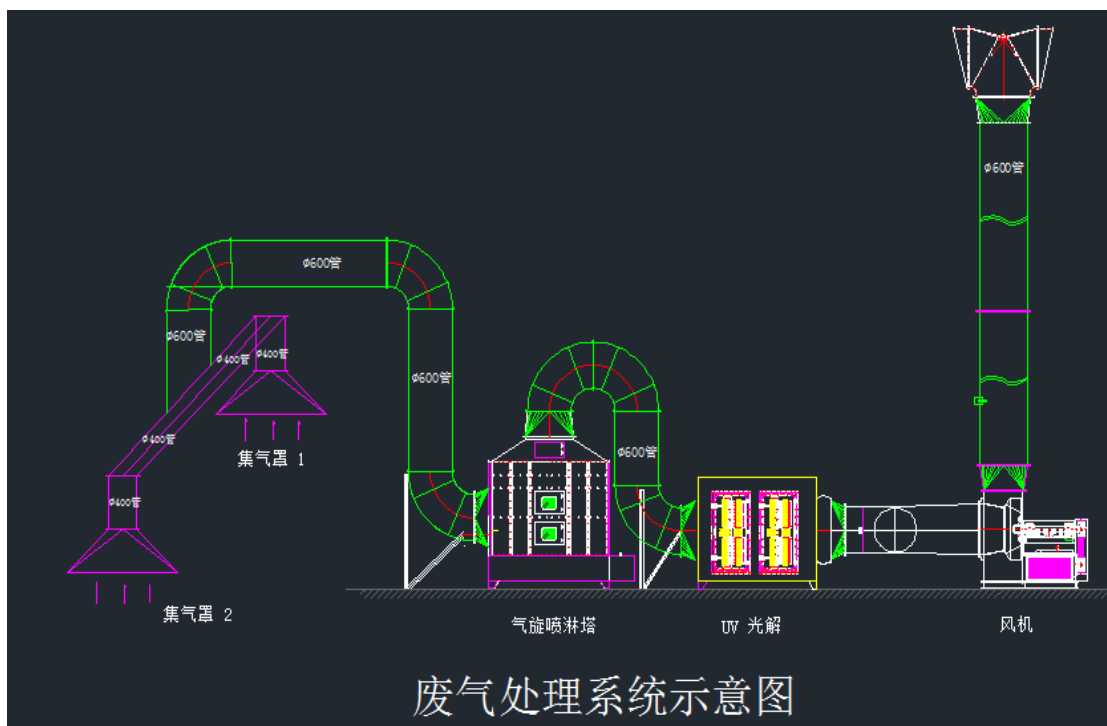 φ600管
φ600管
φ600管
φ400管
φ400管
φ600管
φ400管
φ600管
集气罩 1
φ400管
集气罩 2
气旋喷淋塔
UV 光解
风机
废气处理系统示意图